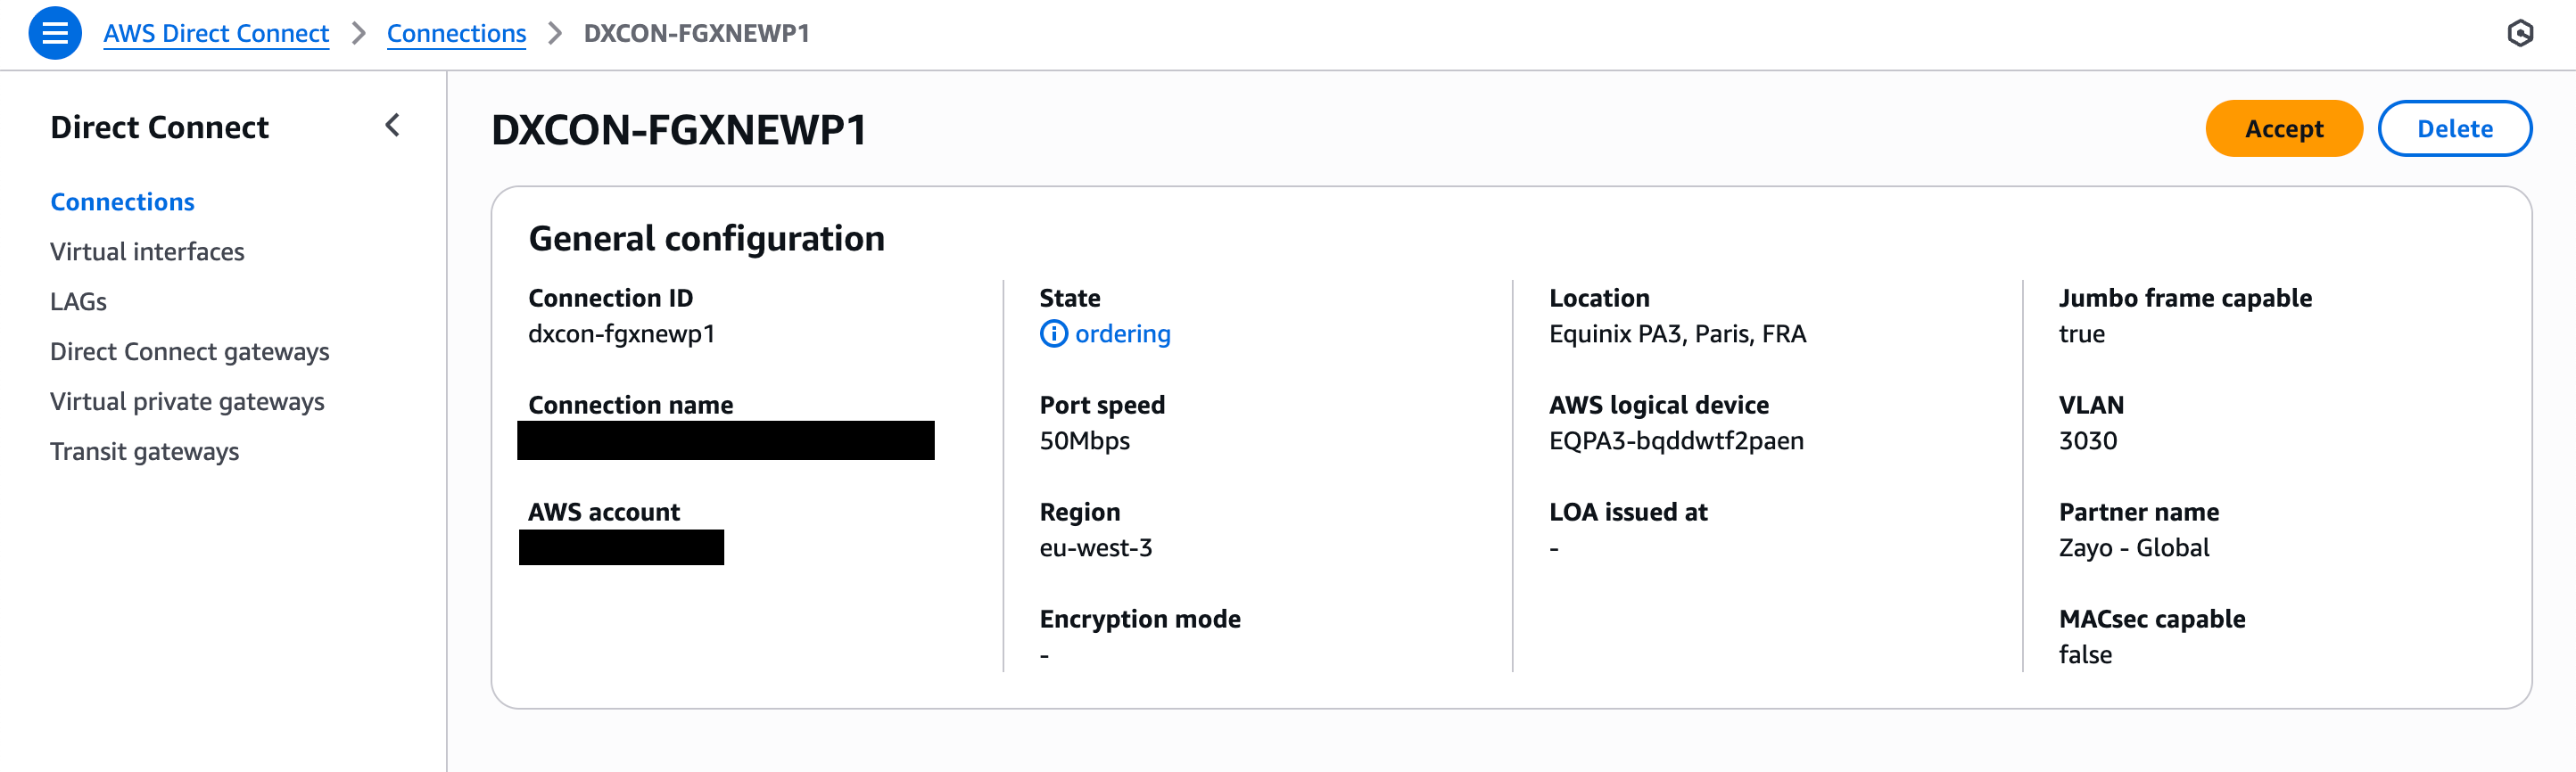 AWS Direct Connect > Connections > DXCON-FGXNEWP1
Direct Connect
Connections
Virtual interfaces
LAGs
Direct Connect gateways
Virtual private gateways
Transit gateways
DXCON-FGXNEWP1
Accept
Delete
General configuration
Connection ID
dxcon-fgxnewp1
Connection name
AWS account
State
ordering
Port speed
50Mbps
Region
eu-west-3
Encryption mode
-
Location
Equinix PA3, Paris, FRA
AWS logical device
EQPA3-bqddwtf2paen
LOA issued at
-
Jumbo frame capable
true
VLAN
3030
Partner name
Zayo - Global
MACsec capable
false